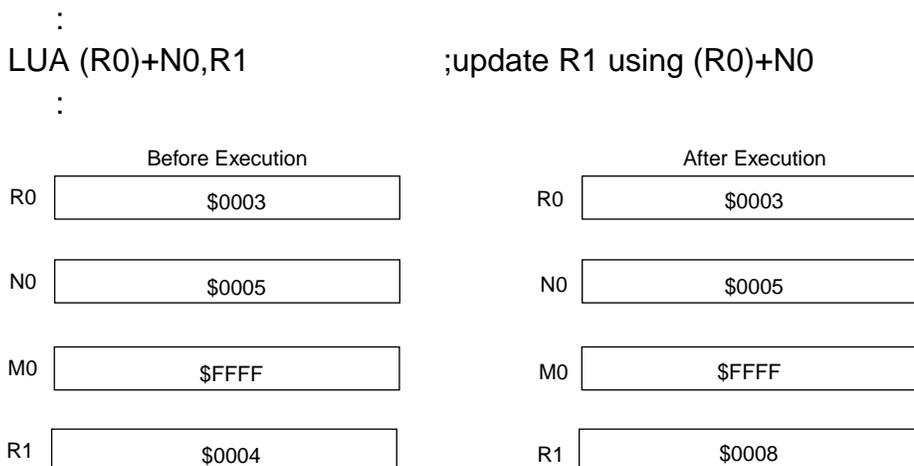 :
LUA (R0)+N0,R1 ;update R1 using (R0)+N0
:
Before Execution After Execution
R0 $0003 R0 $0003
N0 $0005 N0 $0005
M0 $FFFF M0 $FFFF
R1 $0004 R1 $0008